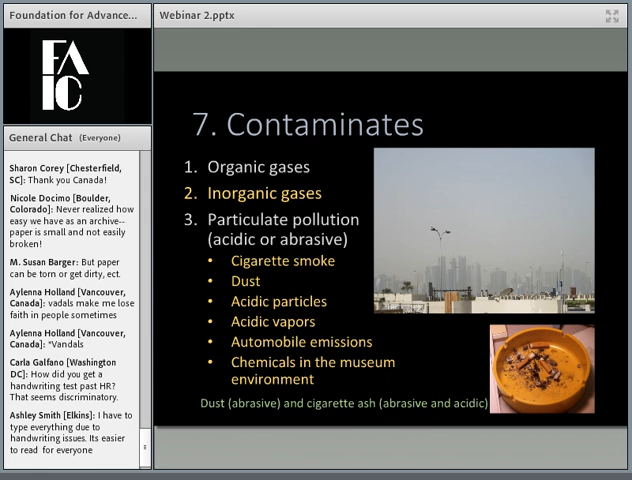 Foundation for Advance...
FA
IC
General Chat (Everyone)
Sharon Corey [Chesterfield,
SC]: Thank you Canada!
Nicole Docimo [Boulder,
Colorado]: Never realized how
easy we have as an archive--
paper is small and not easily
broken!
M. Susan Barger: But paper
can be torn or get dirty, ect.
Aylenna Holland [Vancouver,
Canada]: vadals make me lose
faith in people sometimes
Aylenna Holland [Vancouver,
Canada]: *Vandals
Carla Galfano [Washington
DC]: How did you get a
handwriting test past HR?
That seems discriminatory.
Ashley Smith [Elkins]: I have to
type everything due to
handwriting issues. Its easier
to read for everyone
Webinar 2.pptx
7. Contaminates
1. Organic gases
2. Inorganic gases
3. Particulate pollution
(acidic or abrasive)
• Cigarette smoke
• Dust
• Acidic particles
• Acidic vapors
• Automobile emissions
• Chemicals in the museum
environment
Dust (abrasive) and cigarette ash (abrasive and acidic)